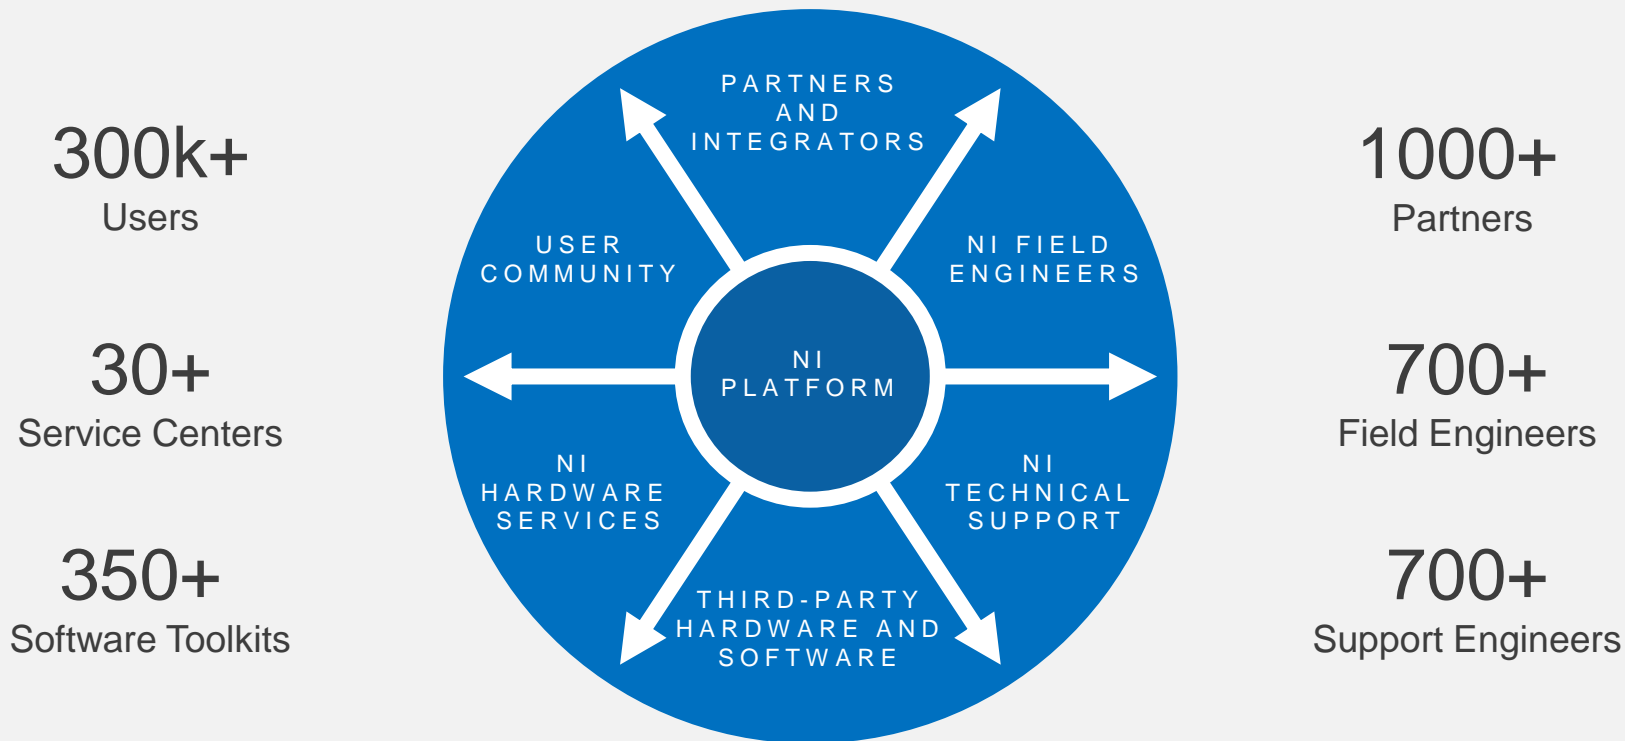 300k+
Users
30+
Service Centers
350+
Software Toolkits
PARTNERS
AND
INTEGRATORS
USER
COMMUNITY
NI FIELD
ENGINEERS
NI
PLATFORM
NI
HARDWARE
SERVICES
NI
TECHNICAL
SUPPORT
THIRD-PARTY
HARDWARE AND
SOFTWARE
1000+
Partners
700+
Field Engineers
700+
Support Engineers